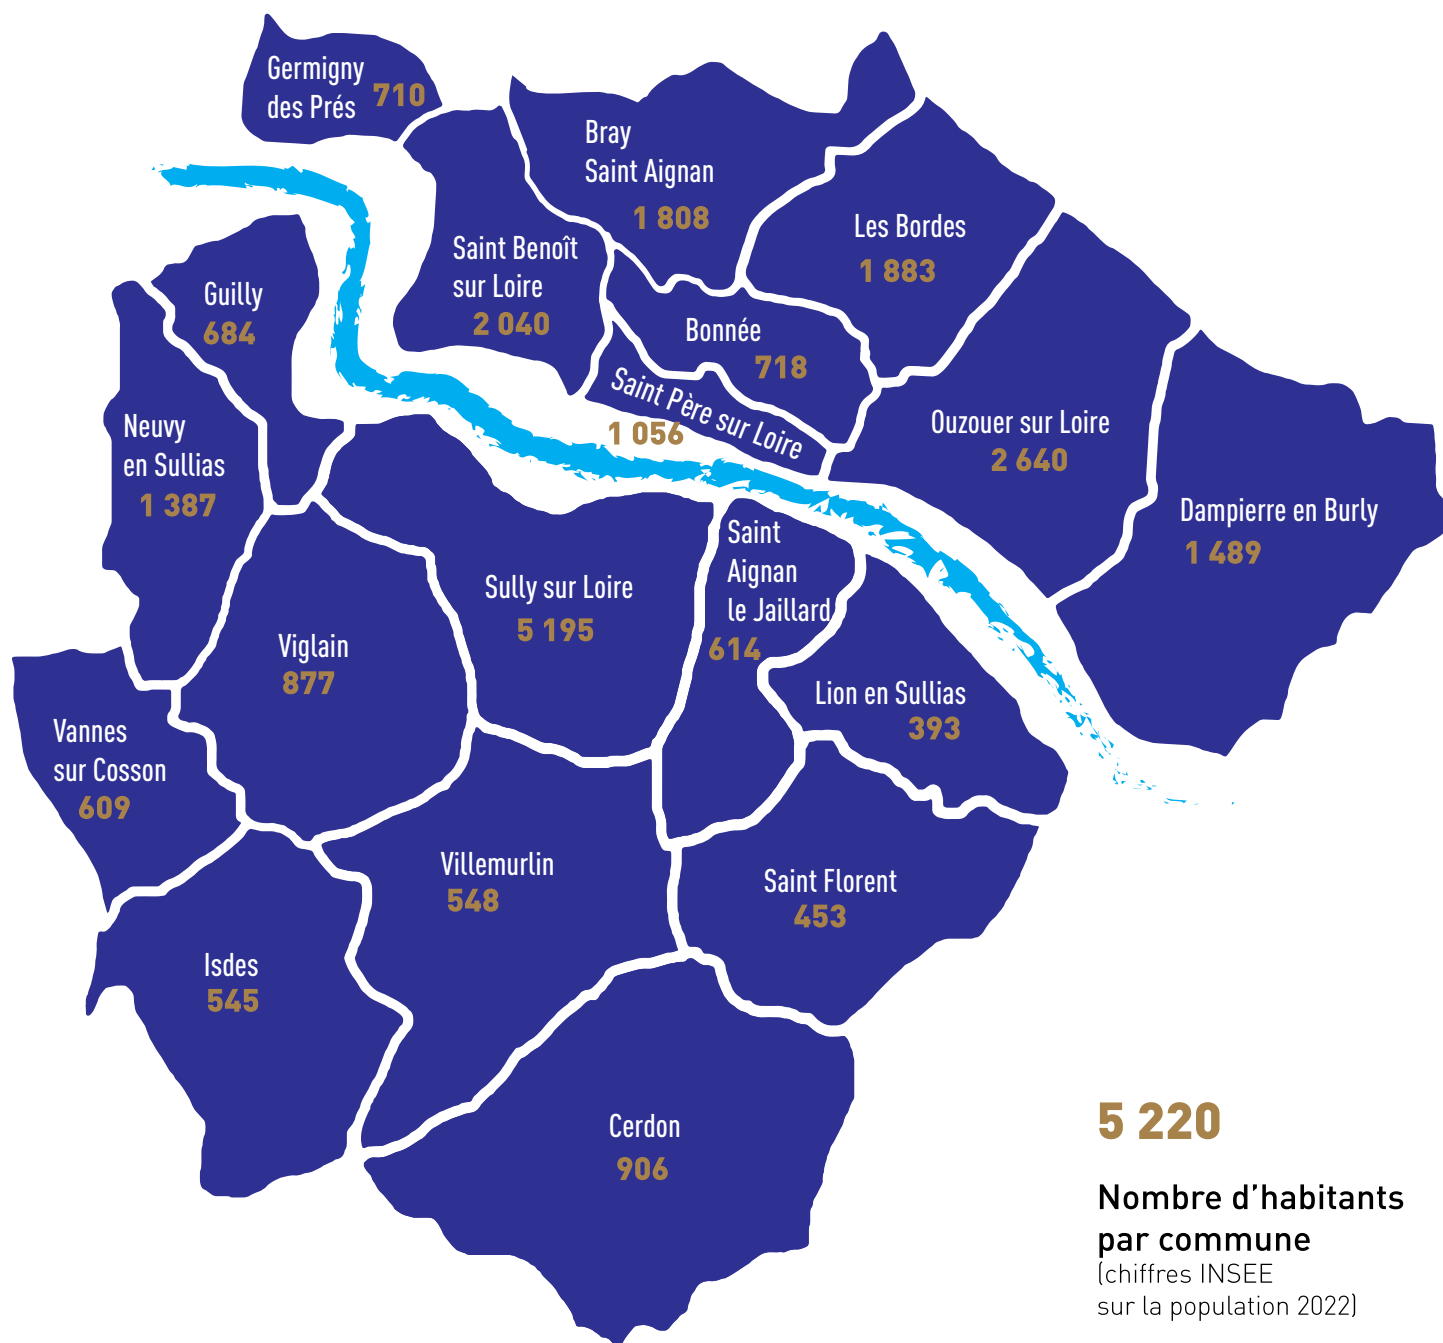 Germigny
des Prés
710
Bray
Saint Aignan
1 808
Les Bordes
1 883
Saint Benoît
sur Loire
2 040
Guilly
684
Bonnée
718
Saint Père sur Loire
1 056
Neuvy
en Sullias
1 387
Ouzouer sur Loire
2 640
Dampierre en Burly
1 489
Saint
Aignan
le Jaillard
614
Sully sur Loire
5 195
Viglain
877
Lion en Sullias
393
Vannes
sur Cosson
609
Villemurlin
548
Saint Florent
453
Isdes
545
Cerdon
906
5 220
Nombre d’habitants
par commune
(chiffres INSEE
sur la population 2022)